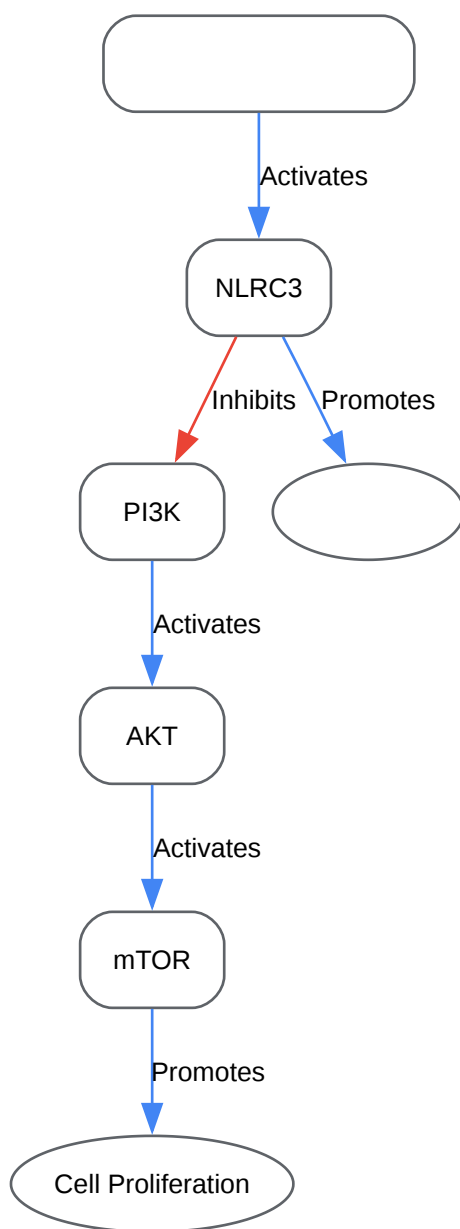 Activates
NLRC3
Inhibits
Promotes
PI3K
Activates
AKT
Activates
mTOR
Promotes
Cell Proliferation